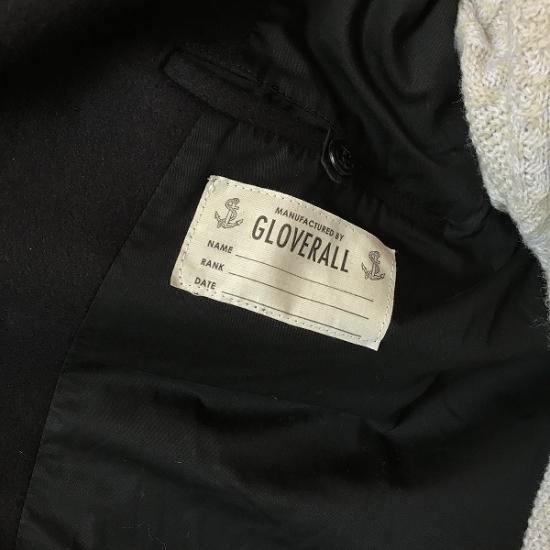 MANUFACTURED BY
GLOVERALL
NAME
RANK
DATE